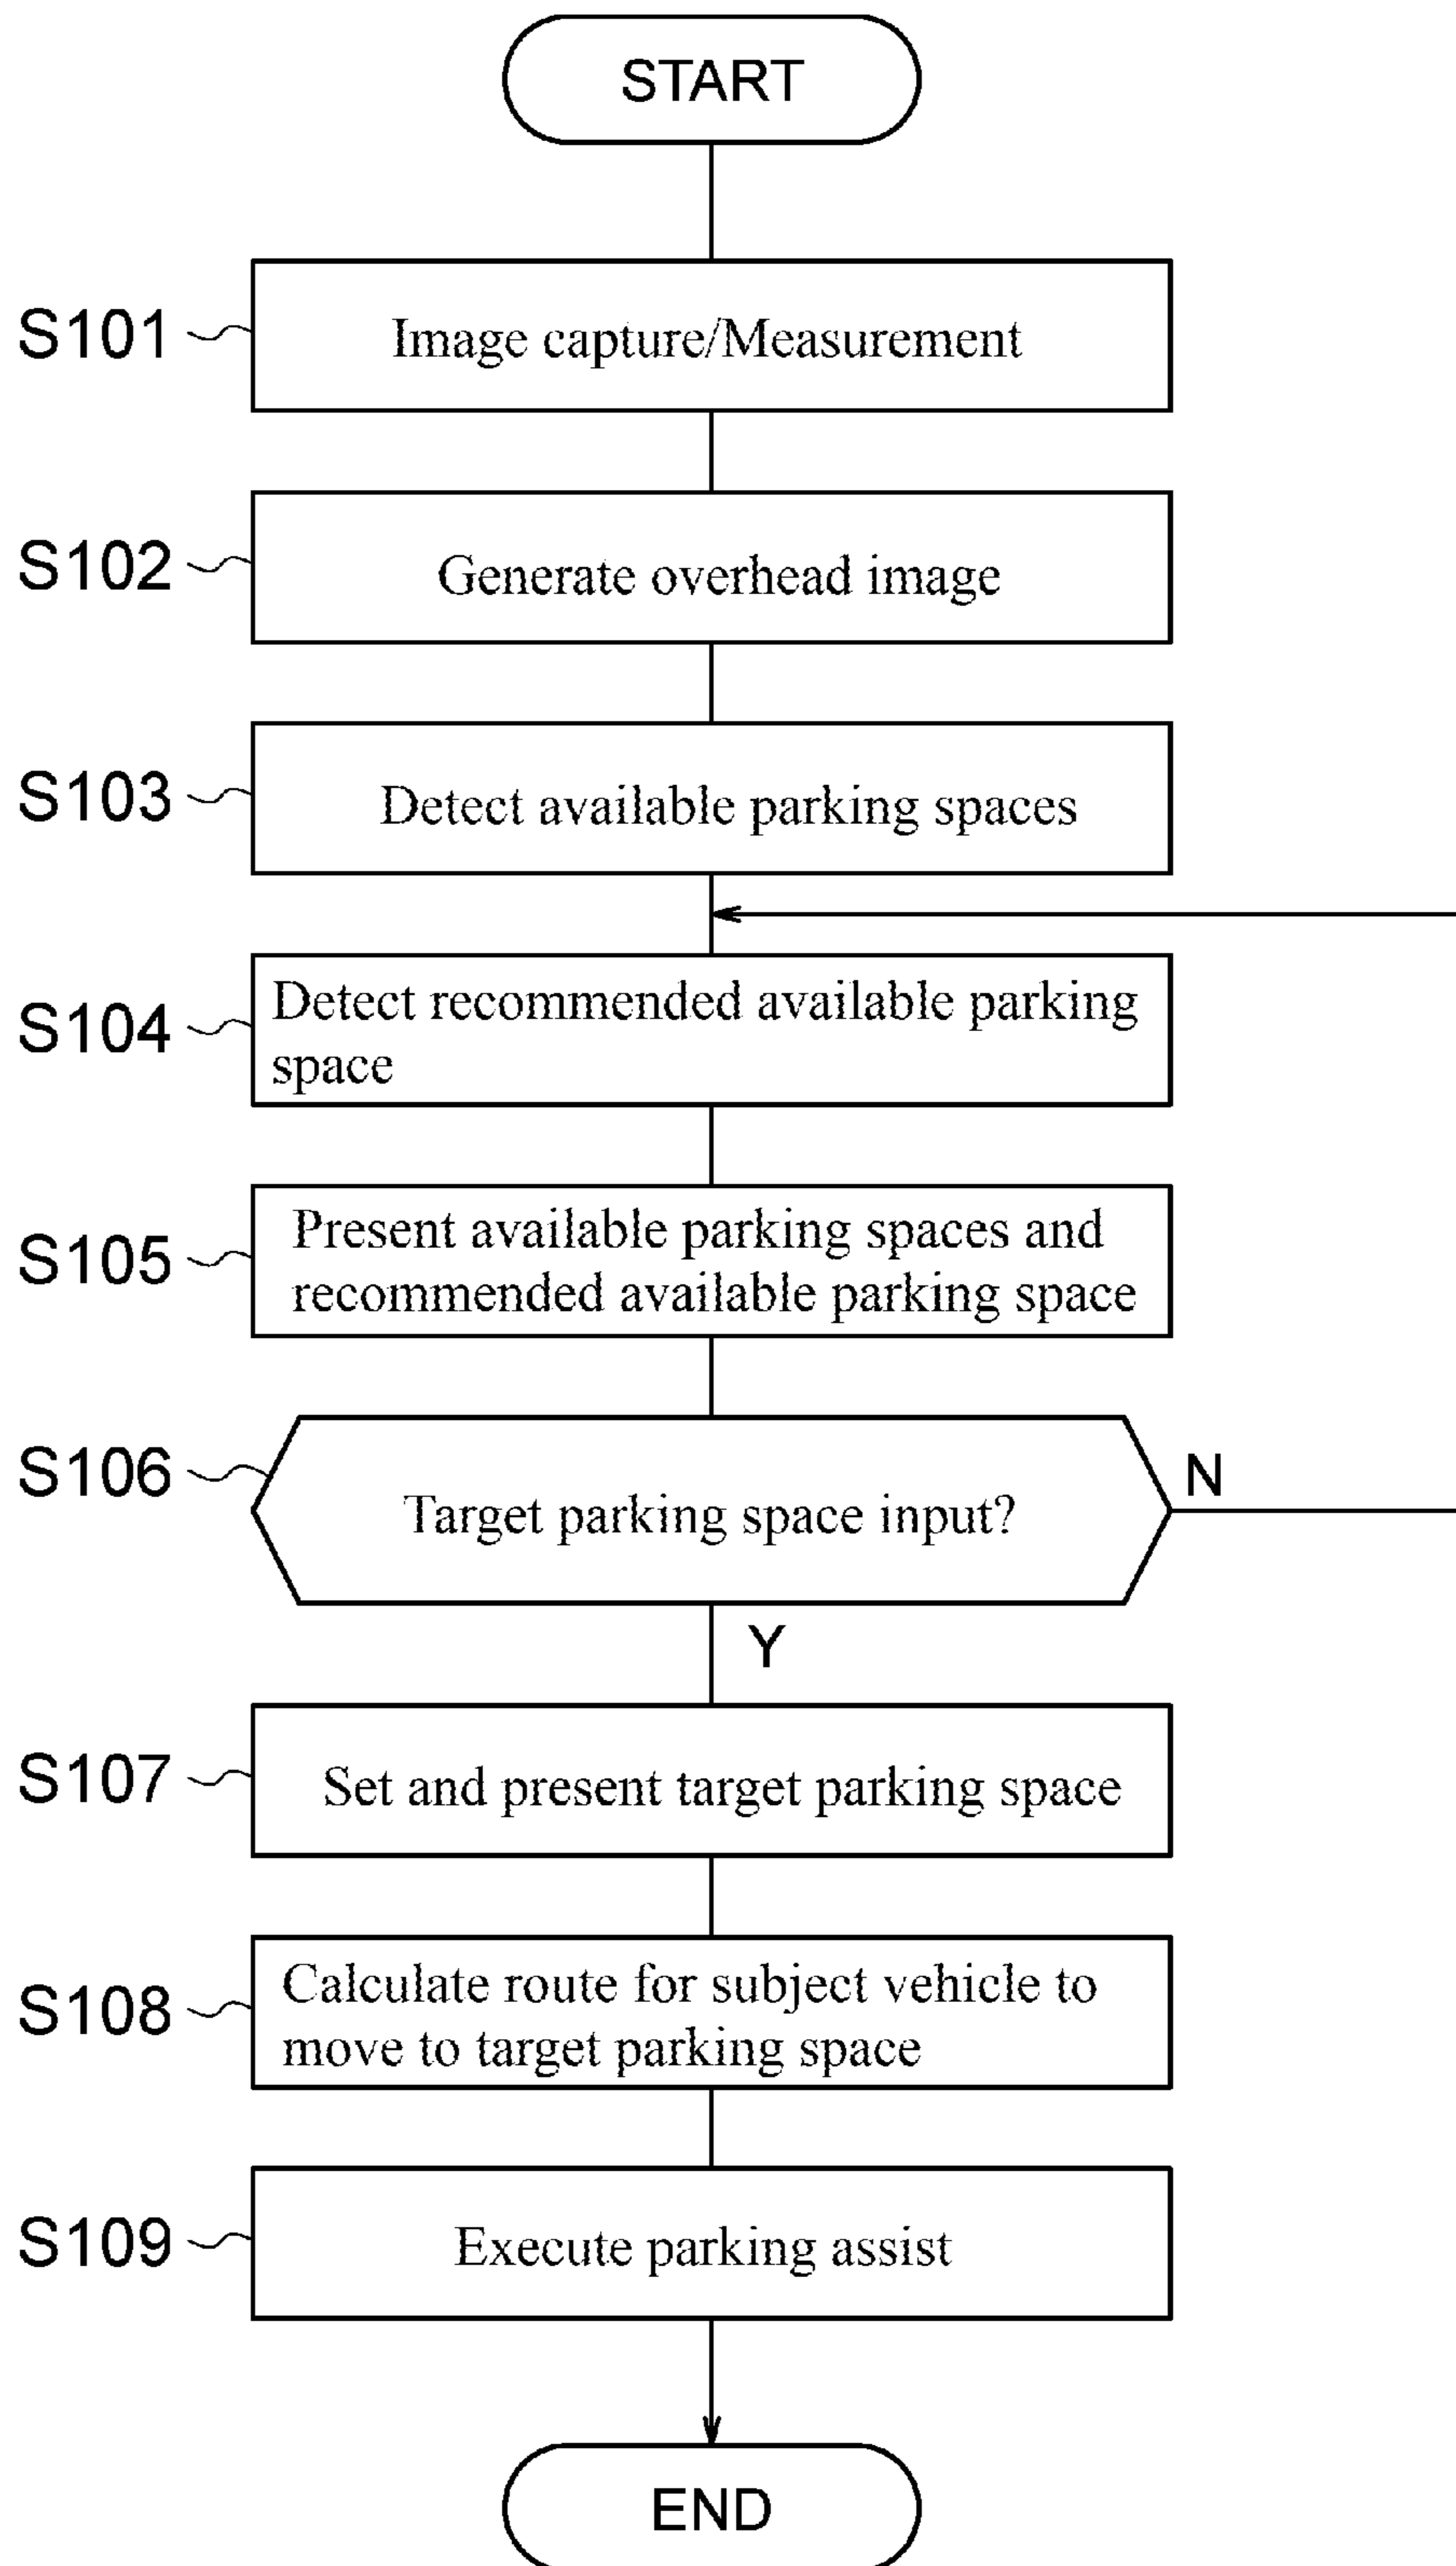 START
S101
Image capture/Measurement
S102
Generate overhead image
S103
Detect available parking spaces
S104
Detect recommended available parking
space
S105
Present available parking spaces and
recommended available parking space
S106
Target parking space input?
N
Y
S107
Set and present target parking space
S108
Calculate route for subject vehicle to
move to target parking space
S109
Execute parking assist
END